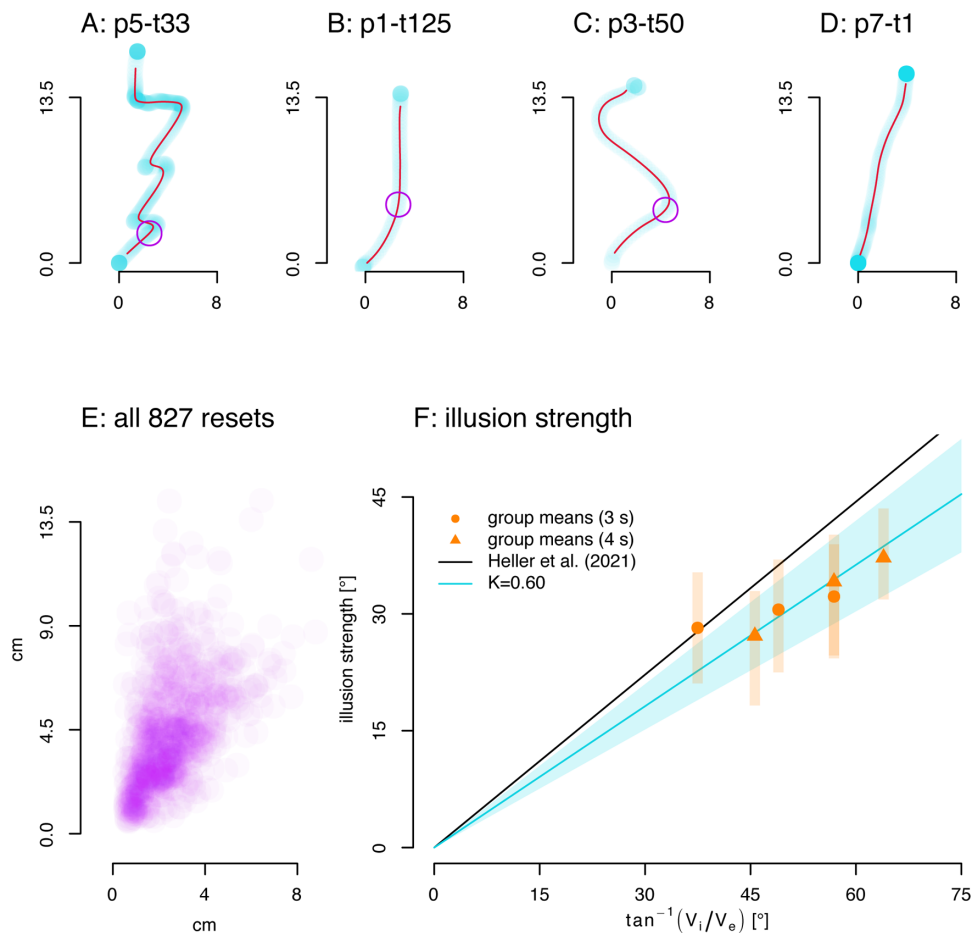 A: p5-t33
B: p1-t125
C: p3-t50
D: p7-t1
13.5
0.0
0
8
13.5
0.0
0
8
13.5
0.0
0
8
13.5
0.0
0
8
E: all 827 resets
13.5
9.0
4.5
0.0
cm
0
4
8
cm
F: illusion strength
45
30
15
0
illusion strength [°]
group means (3 s)
group means (4 s)
Heller et al. (2021)
K=0.60
0
15
30
45
60
75
tan⁻¹(Vᵢ/Vₑ) [°]